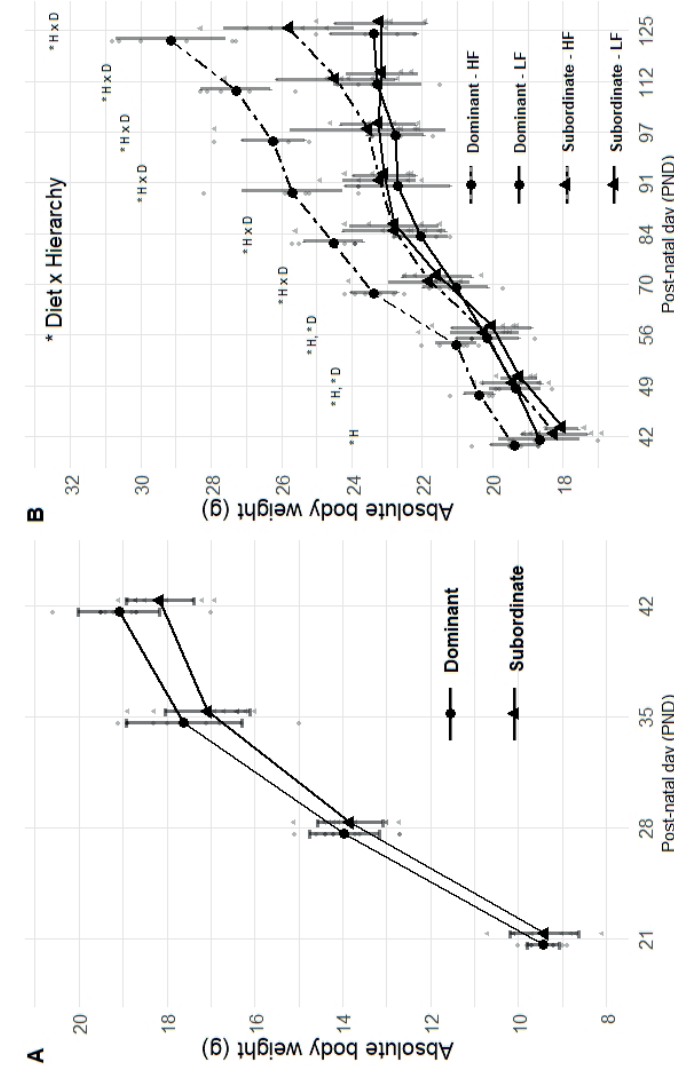 A
Absolute body weight (g)
20
18
16
14
12
10
8
21
28
35
42
Post-natal day (PND)
Dominant
Subordinate
B
* Diet x Hierarchy
Absolute body weight (g)
32
30
28
26
24
22
20
18
* H
* H, * D
* H, * D
* H x D
* H x D
* H x D
* H x D
* H x D
* H x D
42
49
56
70
84
91
97
112
125
Post-natal day (PND)
Dominant - HF
Dominant - LF
Subordinate - HF
Subordinate - LF